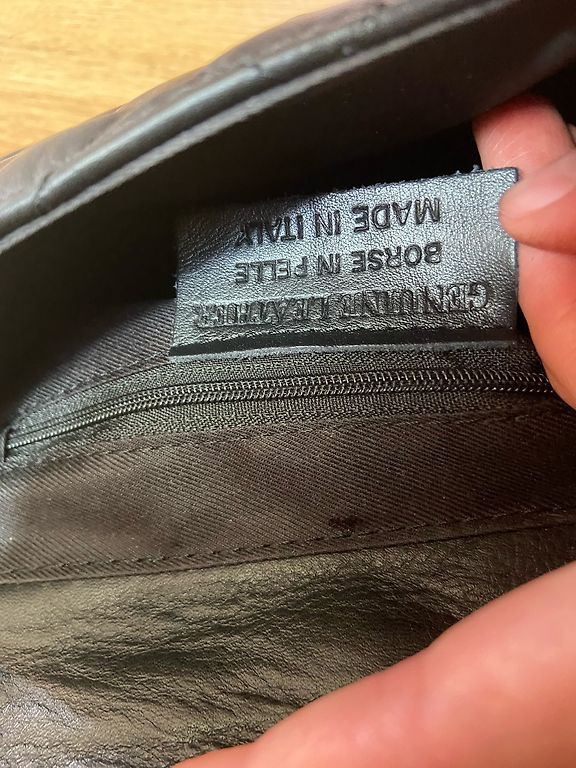 GENUINE LEATHER
BORSE IN PELLE
MADE IN ITALY